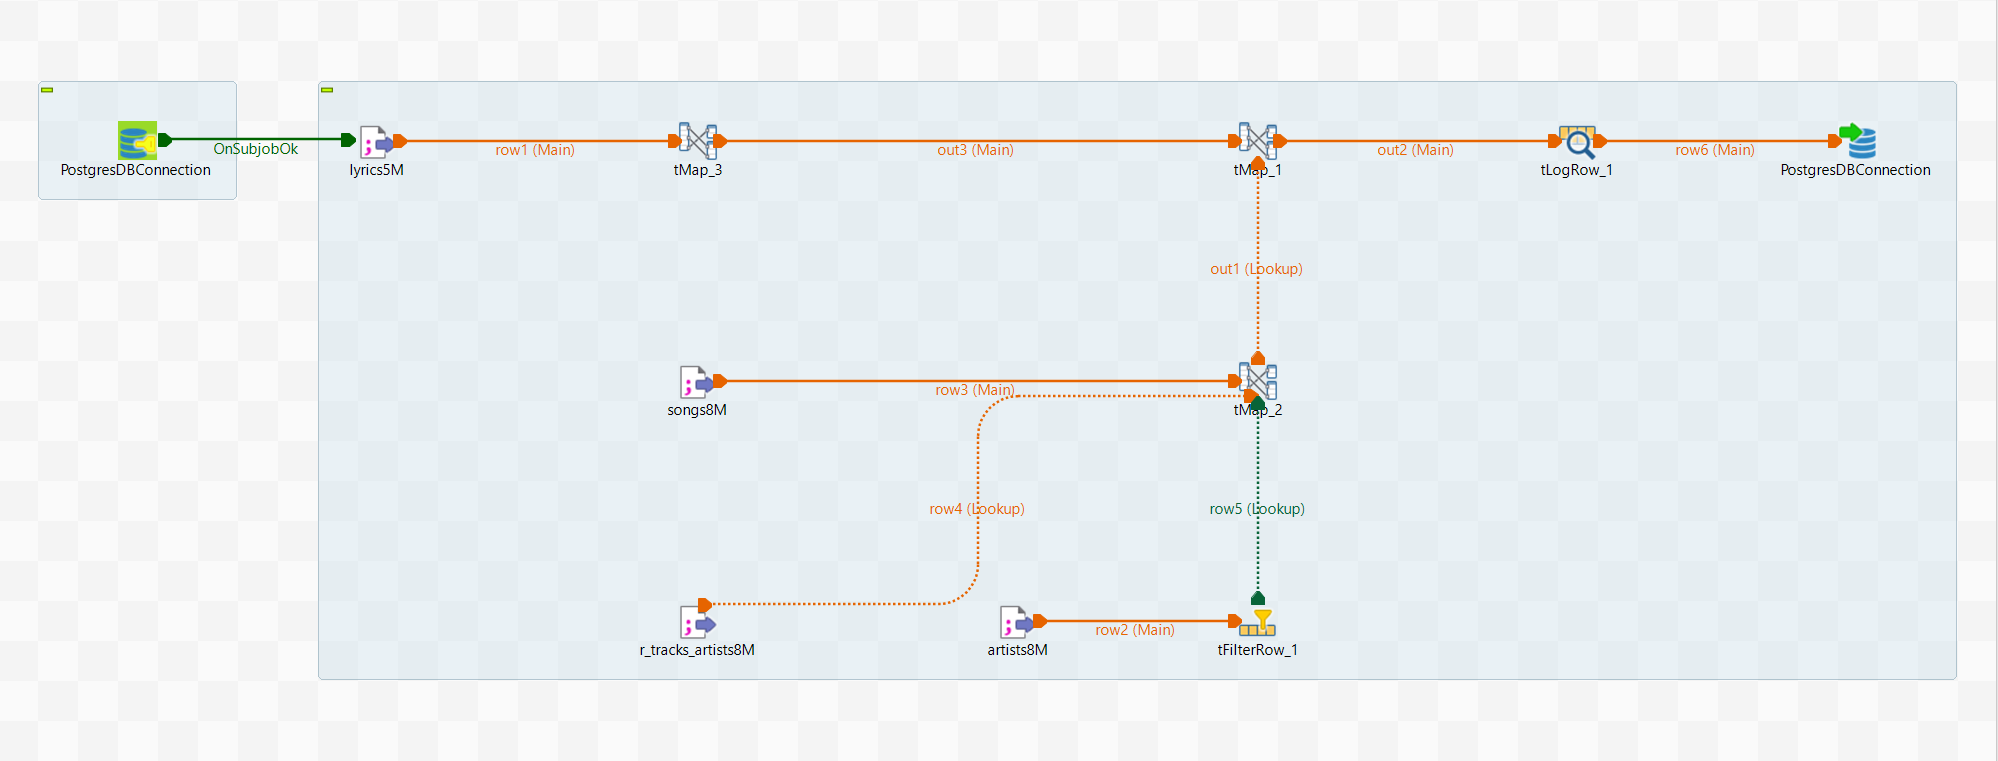 OnSubjobOk
PostgresDBConnection
lyrics5M
row1 (Main)
tMap_3
out3 (Main)
tMap_1
out2 (Main)
tLogRow_1
row6 (Main)
PostgresDBConnection
out1 (Lookup)
songs8M
row3 (Main)
tMap_2
row4 (Lookup)
row5 (Lookup)
r_tracks_artists8M
artists8M
row2 (Main)
tFilterRow_1